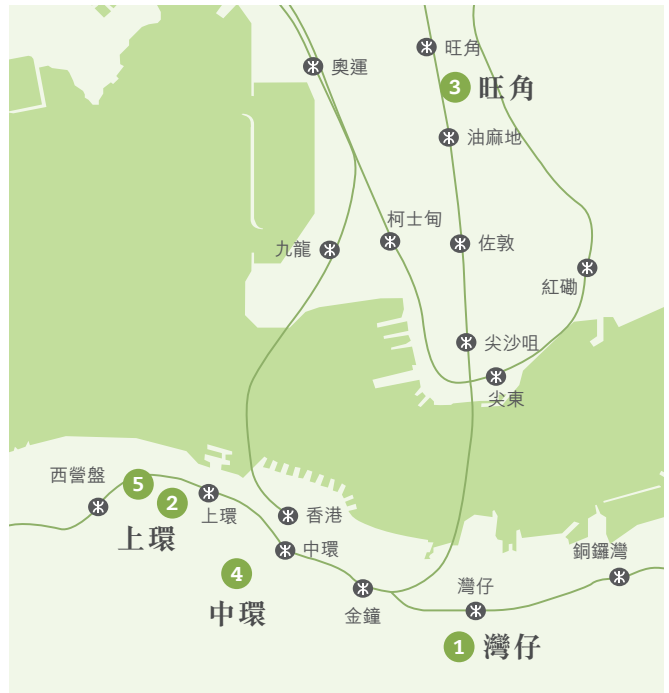 旺角
奧運
3 旺角
油麻地
柯士甸
九龍
佐敦
紅磡
尖沙咀
尖東
西營盤
5
2
上環
上環
香港
中環
銅鑼灣
4
中環
金鐘
灣仔
1 灣仔